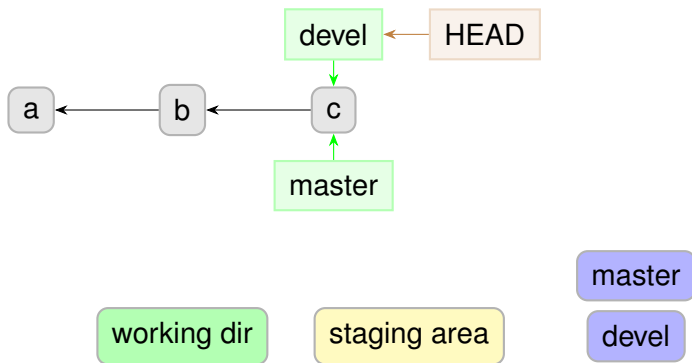 devel
HEAD
a
b
c
master
master
working dir
staging area
devel